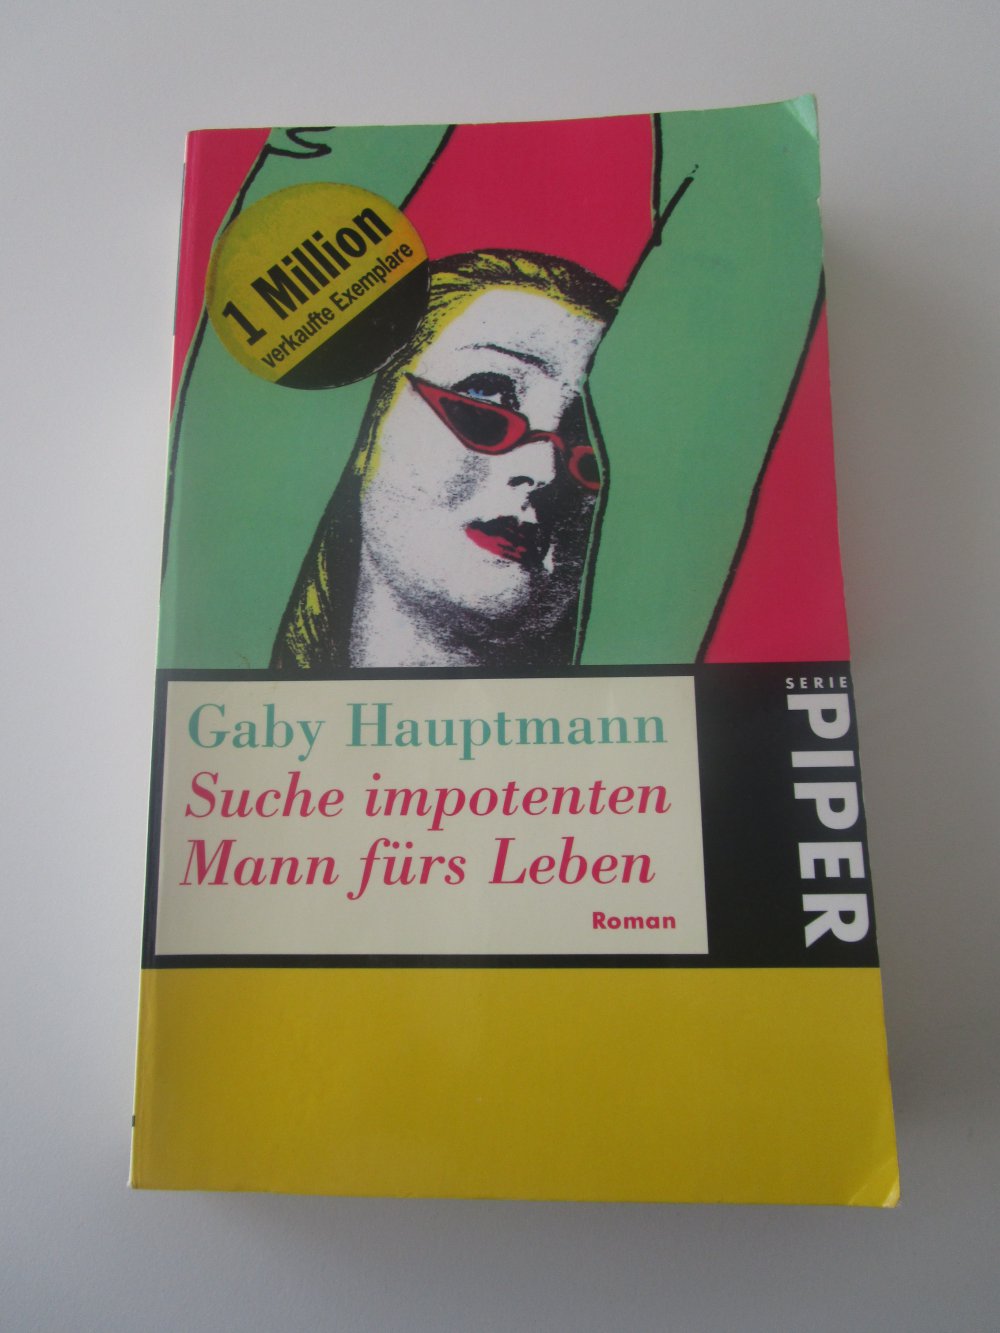 1 Million
verkaufte Exemplare
Gaby Hauptmann
Suche impotenten
Mann fürs Leben
Roman
SERIE
PIPER